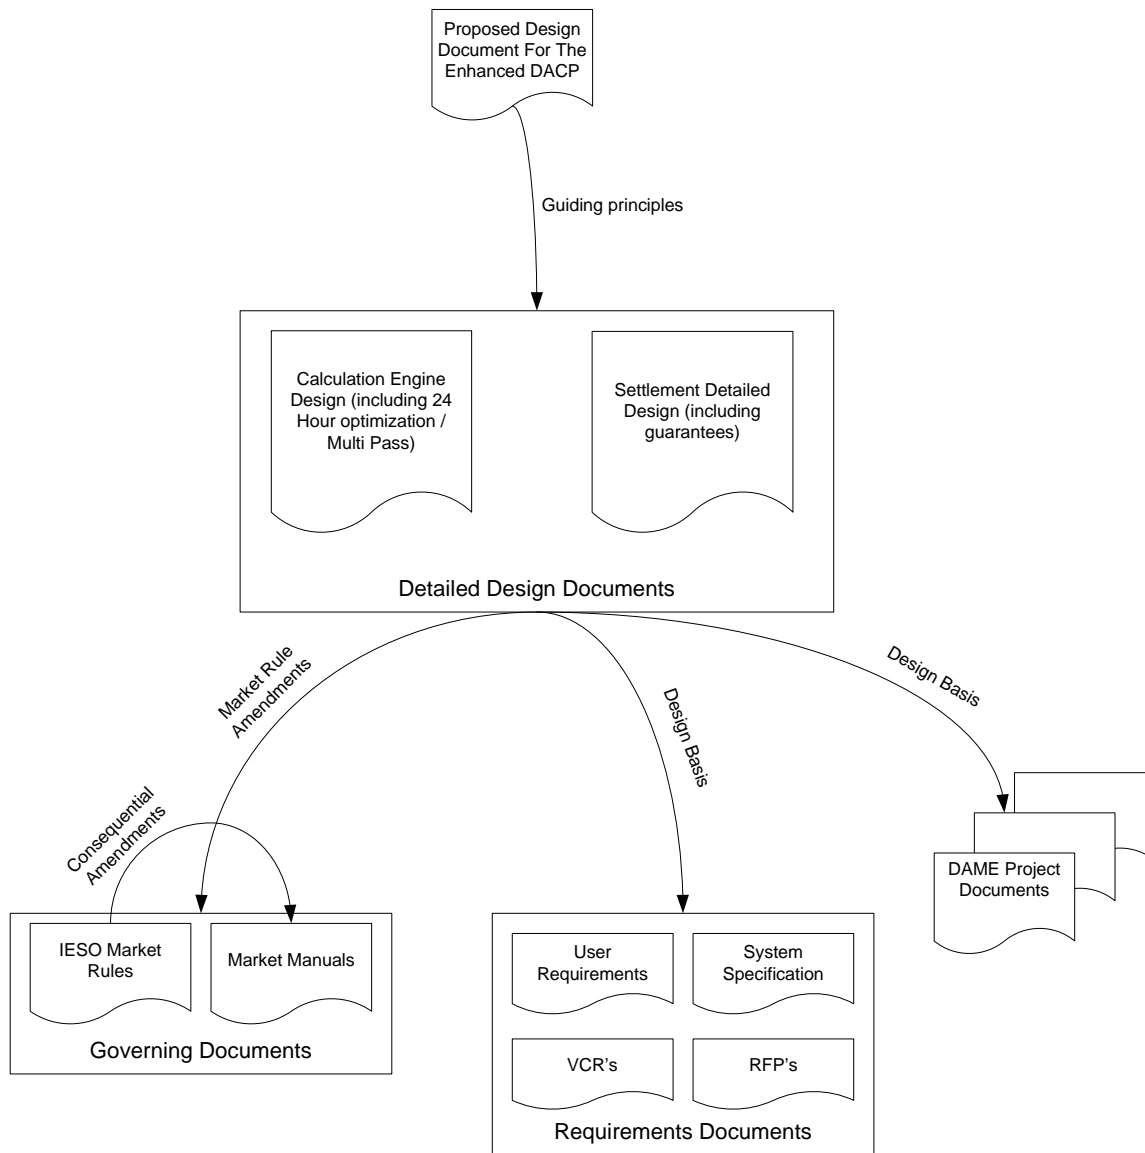 Proposed Design
Document For The
Enhanced DACP
Guiding principles
Calculation Engine
Design (including 24
Hour optimization /
Multi Pass)
Settlement Detailed
Design (including
guarantees)
Detailed Design Documents
Market Rule
Amendments
Design Basis
Design Basis
Consequential
Amendments
DAME Project
Documents
IESO Market
Rules
Market Manuals
Governing Documents
User
Requirements
System
Specification
VCR's
RFP's
Requirements Documents